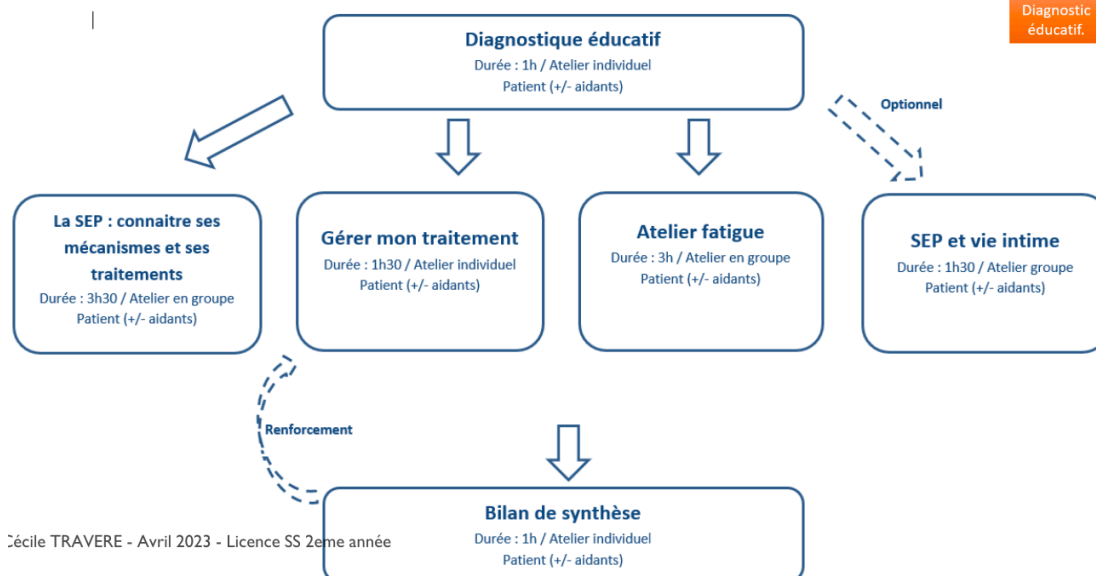 Diagnostic
éducatif.
Diagnostique éducatif
Durée : 1h / Atelier individuel
Patient (+/- aidants)
Optionnel
La SEP : connaitre ses
mécanismes et ses
traitements
Durée : 3h30 / Atelier en groupe
Patient (+/- aidants)
Gérer mon traitement
Durée : 1h30 / Atelier individuel
Patient (+/- aidants)
Atelier fatigue
Durée : 3h / Atelier en groupe
Patient (+/- aidants)
SEP et vie intime
Durée : 1h30 / Atelier groupe
Patient (+/- aidants)
Renforcement
Bilan de synthèse
Durée : 1h / Atelier individuel
Patient (+/- aidants)
Cécile TRAVERE - Avril 2023 - Licence SS 2eme année